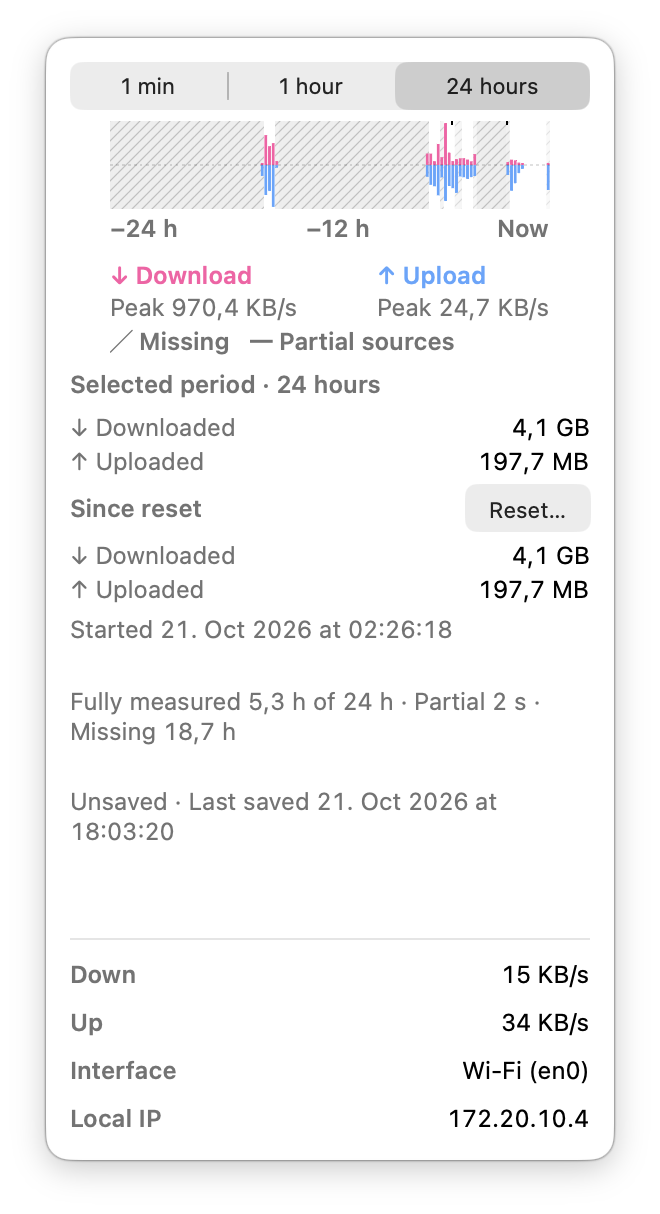 1 min 1 hour 24 hours
−24 h −12 h Now
↓ Download ↑ Upload
Peak 970,4 KB/s Peak 24,7 KB/s
Missing Partial sources
Selected period · 24 hours
↓ Downloaded 4,1 GB
↑ Uploaded 197,7 MB
Since reset Reset...
↓ Downloaded 4,1 GB
↑ Uploaded 197,7 MB
Started 21. Oct 2026 at 02:26:18
Fully measured 5,3 h of 24 h · Partial 2 s ·
Missing 18,7 h
Unsaved · Last saved 21. Oct 2026 at
18:03:20
Down 15 KB/s
Up 34 KB/s
Interface Wi-Fi (en0)
Local IP 172.20.10.4